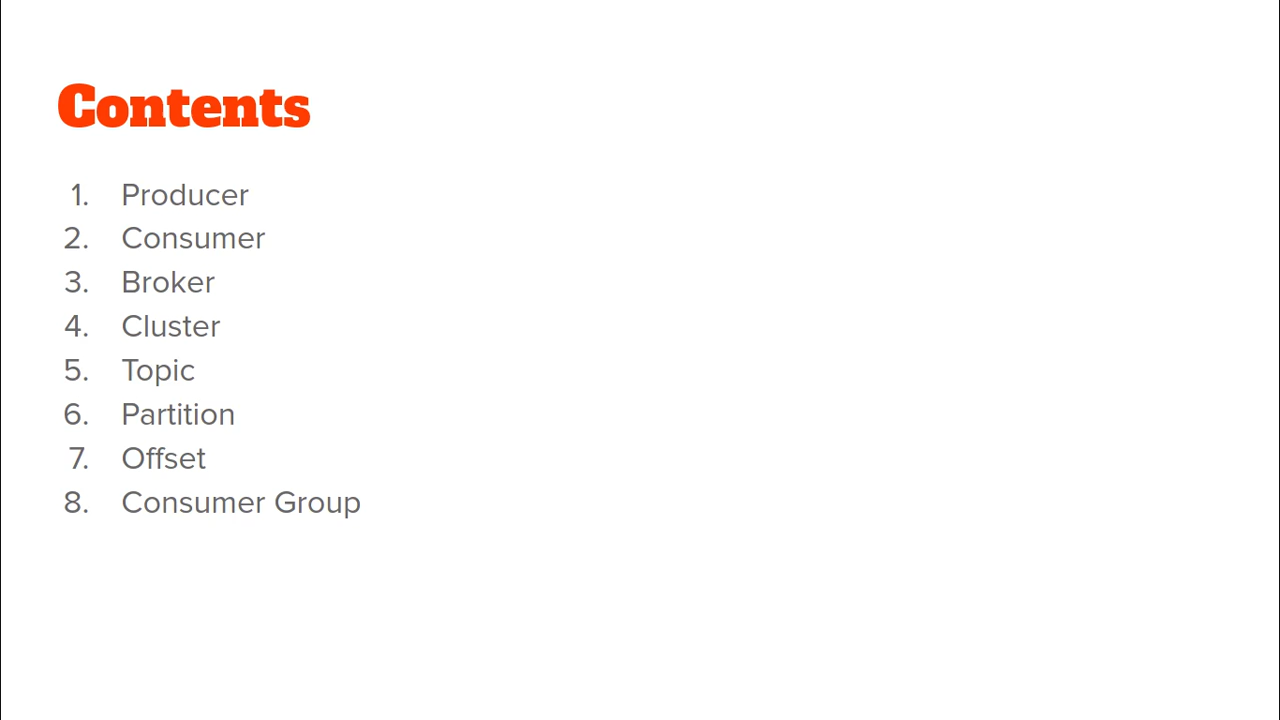 Contents
1. Producer
2. Consumer
3. Broker
4. Cluster
5. Topic
6. Partition
7. Offset
8. Consumer Group